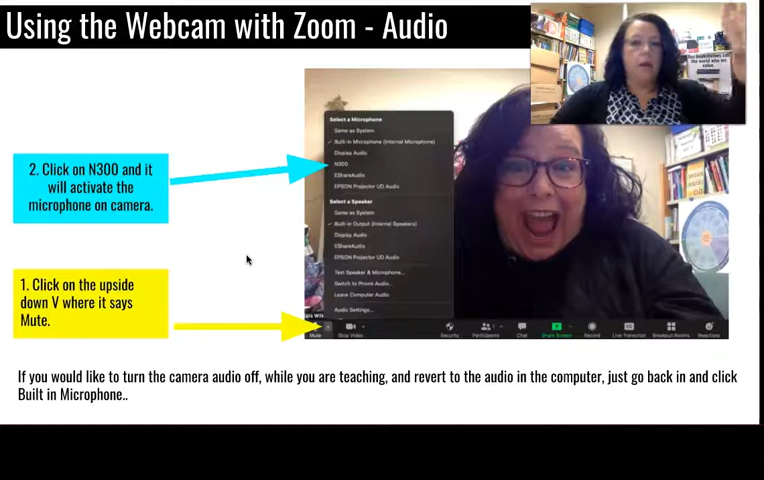 Using the Webcam with Zoom - Audio
2. Click on N300 and it
will activate the
microphone on camera.
1. Click on the upside
down V where it says
Mute.
Select a Microphone
Same as System
✓ Built-in Microphone (Internal Microphone)
Display Audio
N300
EShareAudio
EPSON Projector UD Audio
Select a Speaker
Same as System
✓ Built-in Output (Internal Speakers)
Display Audio
EShareAudio
EPSON Projector UD Audio
Test Speaker & Microphone...
Switch to Phone Audio...
Leave Computer Audio
Audio Settings...
Mute
Stop Video
Security
Participants
Chat
Share Screen
Record
Live Transcript
Breakout Rooms
Reactions
If you would like to turn the camera audio off, while you are teaching, and revert to the audio in the computer, just go back in and click
Built in Microphone..